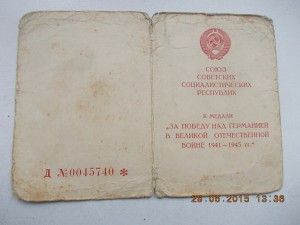 Д №0045740 *
СОЮЗ
СОВЕТСКИХ
СОЦИАЛИСТИЧЕСКИХ
РЕСПУБЛИК
К МЕДАЛИ
„ЗА ПОБЕДУ НАД ГЕРМАНИЕЙ
В ВЕЛИКОЙ ОТЕЧЕСТВЕННОЙ
ВОЙНЕ 1941—1945 гг."
28.08.2015 13:36